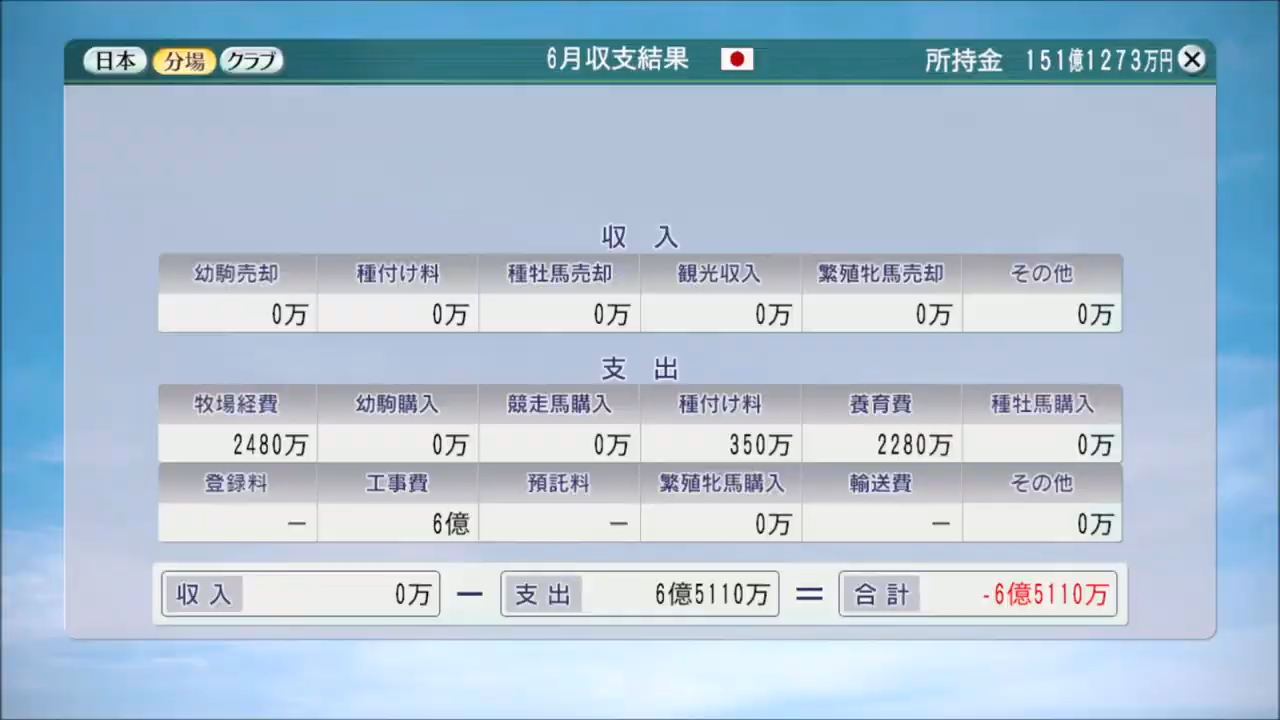 日本 分場 クラブ 6月収支結果 所持金 151億1273万円
収 入
幼駒売却 種付け料 種牡馬売却 観光収入 繁殖牝馬売却 その他
0万 0万 0万 0万 0万 0万
支 出
牧場経費 幼駒購入 競走馬購入 種付け料 養育費 種牡馬購入
2480万 0万 0万 350万 2280万 0万
登録料 工事費 預託料 繁殖牝馬購入 輸送費 その他
― 6億 ― 0万 ― 0万
収 入 0万 － 支 出 6億5110万 ＝ 合 計 -6億5110万